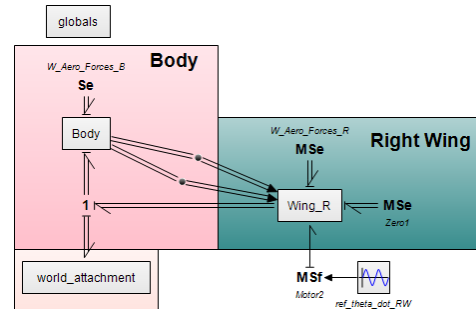 globals
Body
W_Aero_Forces_B
Se
Body
W_Aero_Forces_R
MSe
Right Wing
1
Wing_R
MSe
Zero1
world_attachment
MSf
Motor2
ref_theta_dot_RW